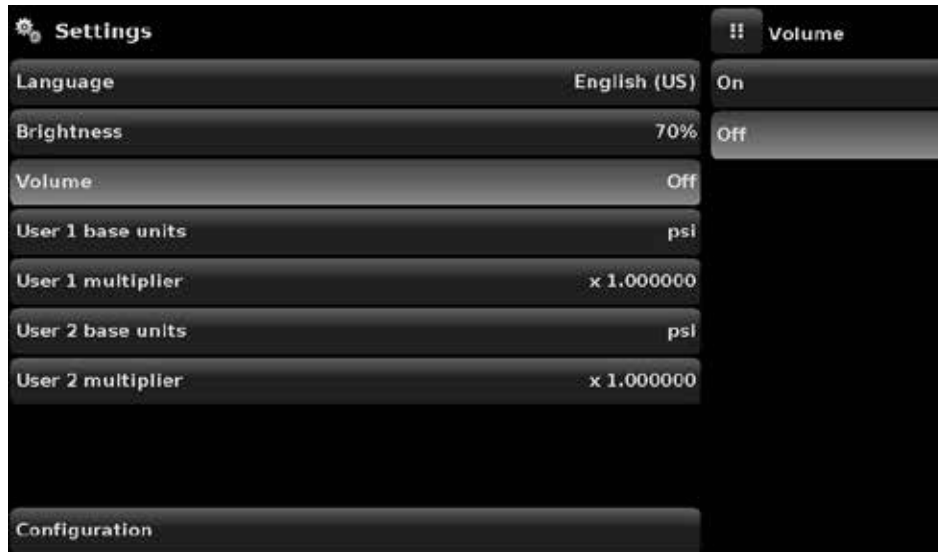 Settings
Language English (US)
Brightness 70%
Volume Off
User 1 base units psi
User 1 multiplier x 1.000000
User 2 base units psi
User 2 multiplier x 1.000000
Configuration
Volume
On
Off